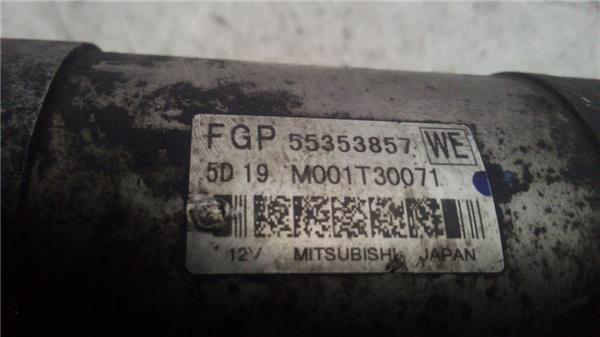 FGP 55353857 WE
5D 19 M001T30071
12V MITSUBISHI JAPAN